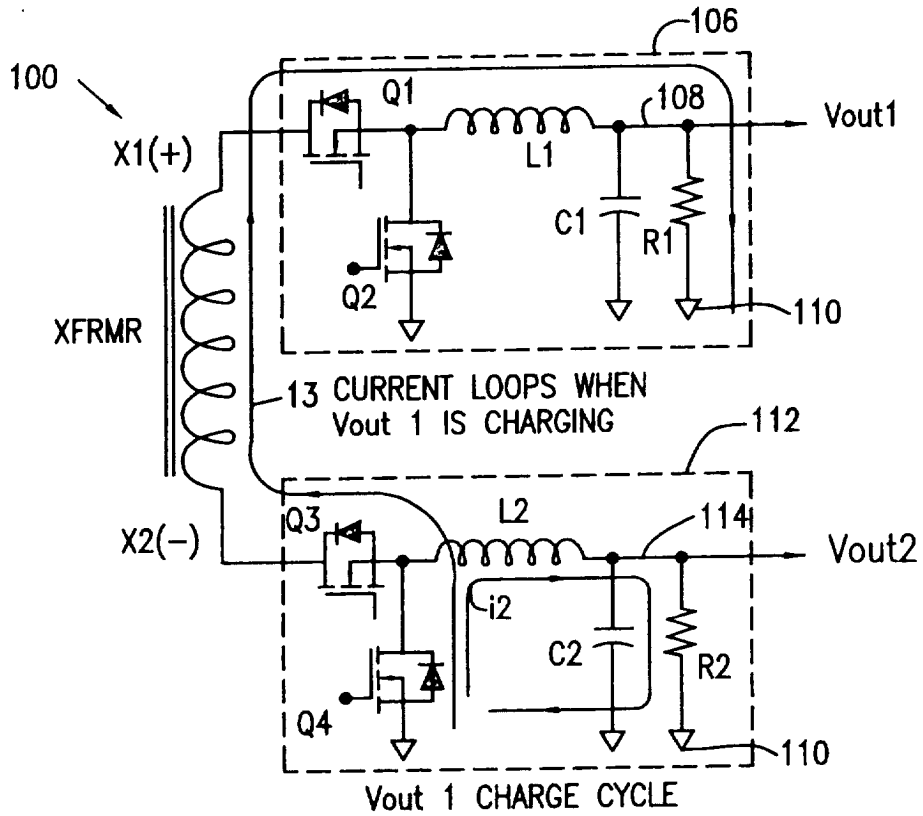 106
100
Q1
X1(+)
108
Vout1
L1
C1
R1
Q2
110
XFRMR
13 CURRENT LOOPS WHEN
Vout 1 IS CHARGING
112
X2(-)
Q3
L2
114
Vout2
i2
C2
R2
Q4
110
Vout 1 CHARGE CYCLE